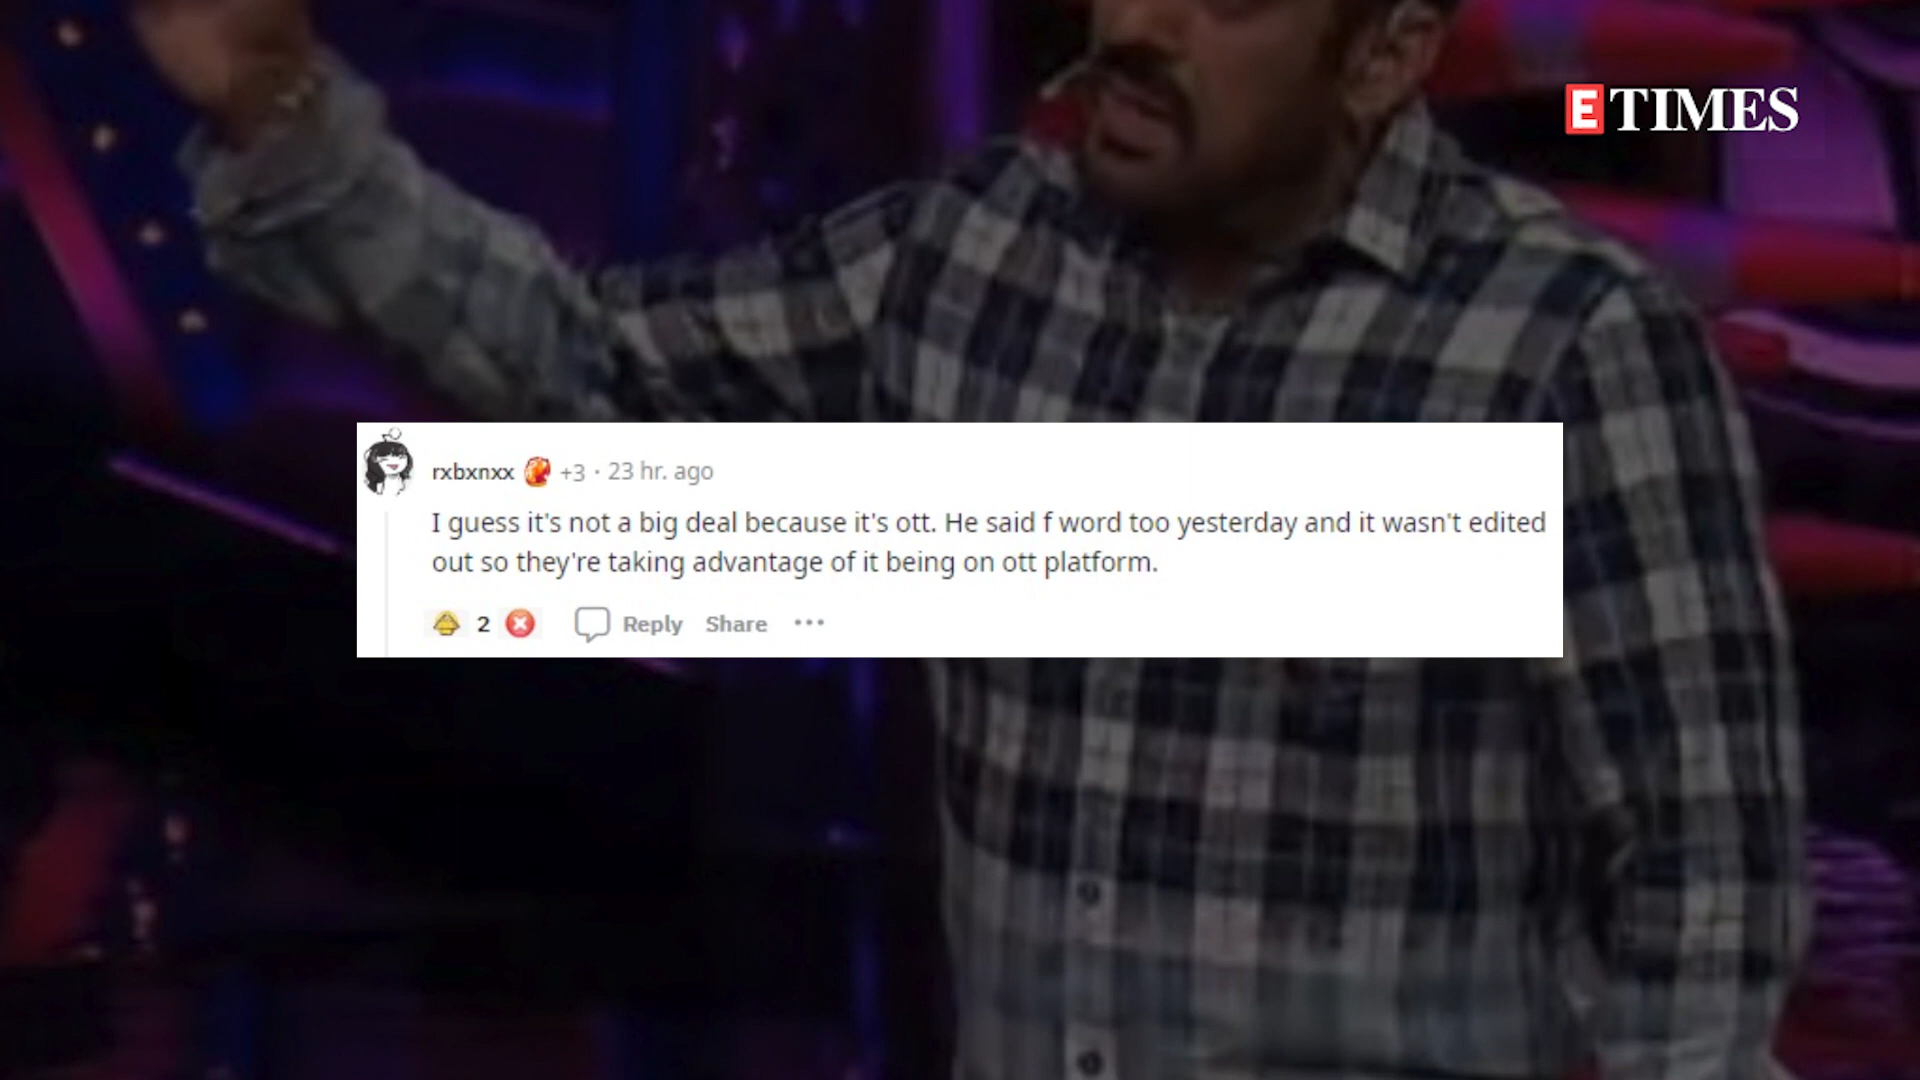 E TIMES
rxbxnxx +3 · 23 hr. ago
I guess it's not a big deal because it's ott. He said f word too yesterday and it wasn't edited
out so they're taking advantage of it being on ott platform.
2 Reply Share ···